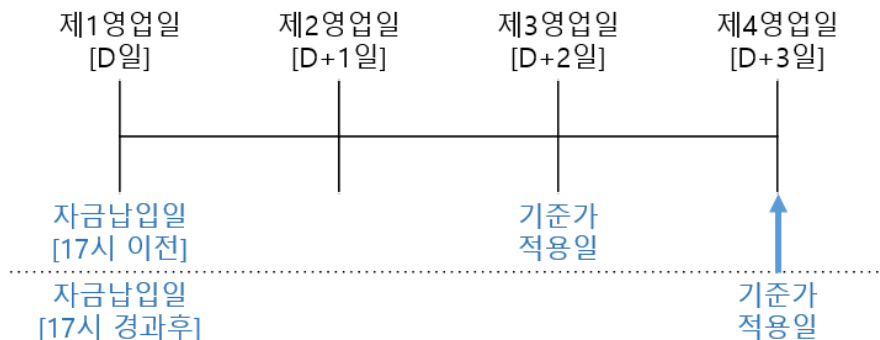 제1영업일 제2영업일 제3영업일 제4영업일
[D일] [D+1일] [D+2일] [D+3일]
자금납입일 기준가
[17시 이전] 적용일
자금납입일 기준가
[17시 경과후] 적용일